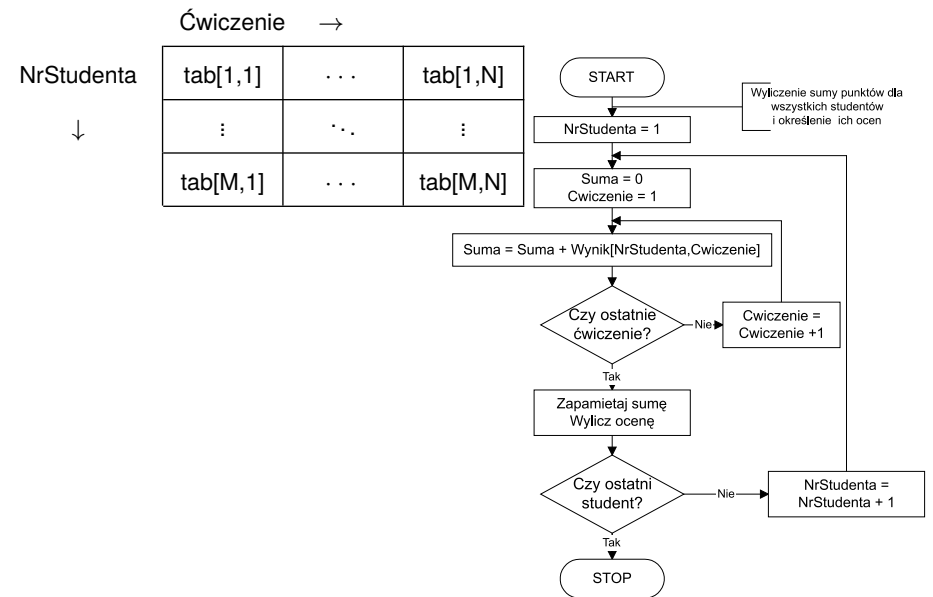 Ćwiczenie →
NrStudenta
↓
tab[1,1] ... tab[1,N]
⋮ ⋱ ⋮
tab[M,1] ... tab[M,N]
START
Wyliczenie sumy punktów dla
wszystkich studentów
i określenie ich ocen
NrStudenta = 1
Suma = 0
Cwiczenie = 1
Suma = Suma + Wynik[NrStudenta,Cwiczenie]
Czy ostatnie
ćwiczenie?
Nie
Cwiczenie =
Cwiczenie +1
Tak
Zapamietaj sumę
Wylicz ocenę
Czy ostatni
student?
Nie
NrStudenta =
NrStudenta + 1
Tak
STOP